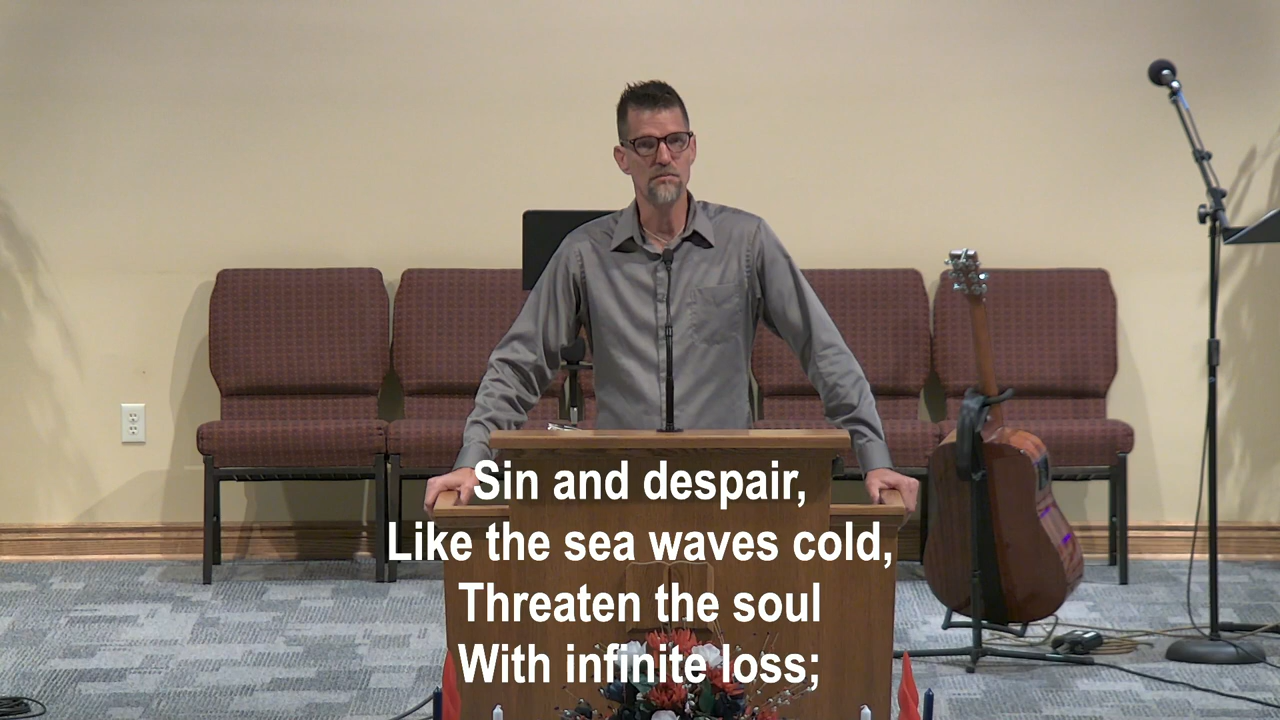 Sin and despair,
Like the sea waves cold,
Threaten the soul
With infinite loss;